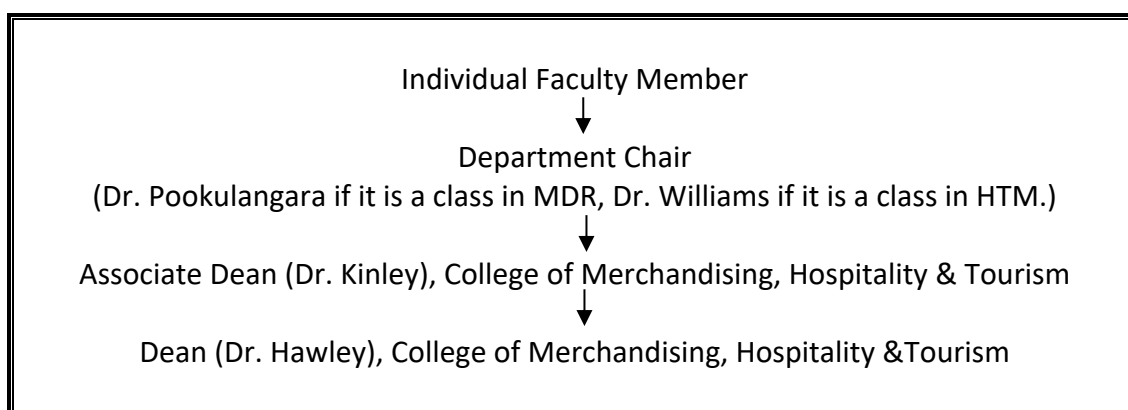 Individual Faculty Member
Department Chair
(Dr. Pookulangara if it is a class in MDR, Dr. Williams if it is a class in HTM.)
Associate Dean (Dr. Kinley), College of Merchandising, Hospitality & Tourism
Dean (Dr. Hawley), College of Merchandising, Hospitality &Tourism